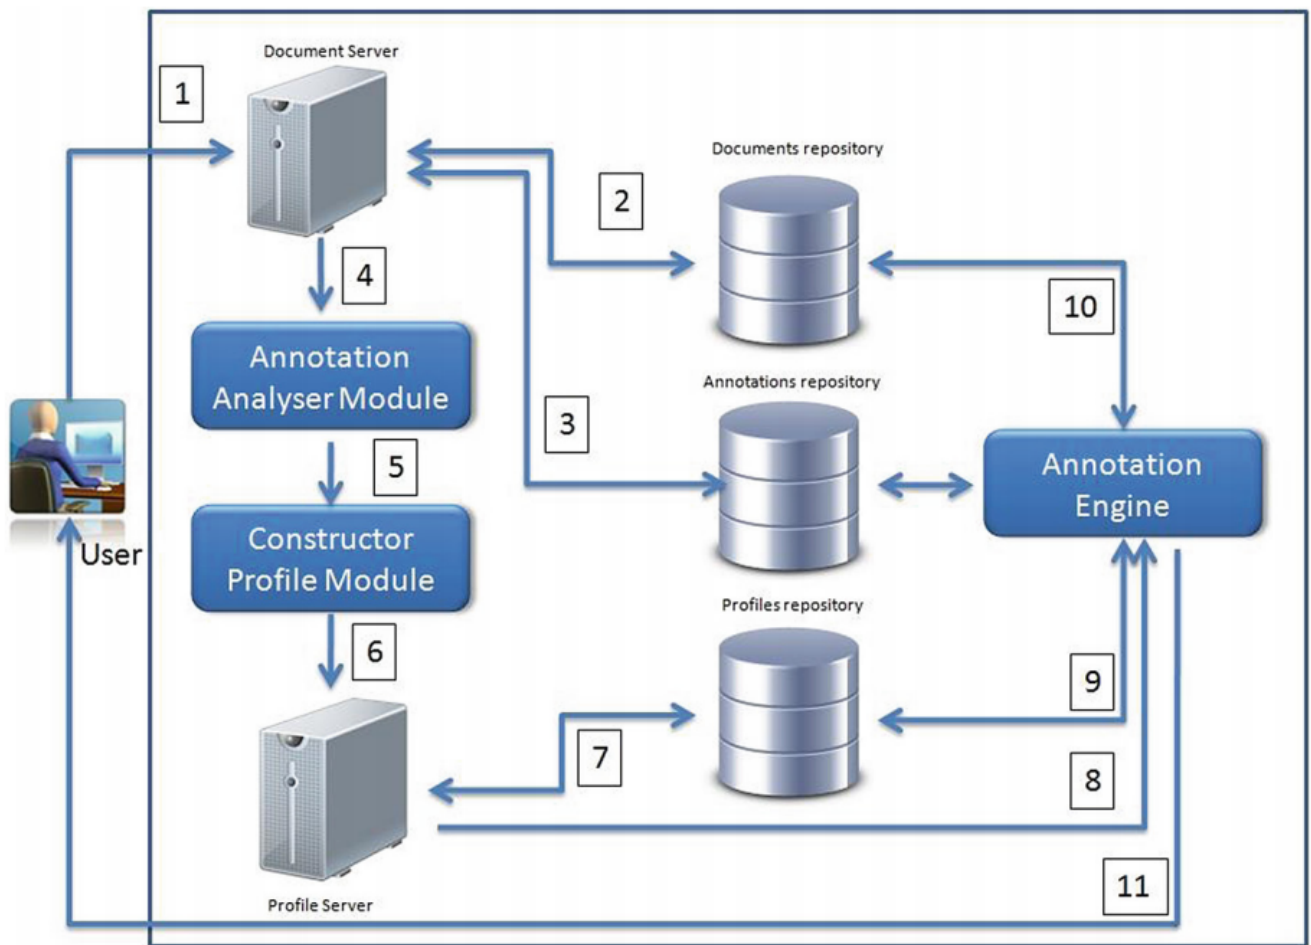 Document Server
1
Documents repository
2
4
10
Annotation
Analyser Module
Annotations repository
3
5
Annotation
Engine
User
Constructor
Profile Module
Profiles repository
6
9
7
8
11
Profile Server